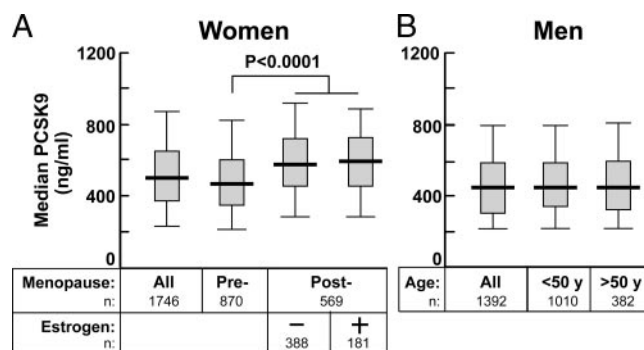 A Women
P<0.0001
Median PCSK9
(ng/ml)
1200
800
400
0
Menopause: All Pre- Post-
n: 1746 870 569
Estrogen: − +
n: 388 181
B Men
1200
800
400
0
Age: All <50 y >50 y
n: 1392 1010 382